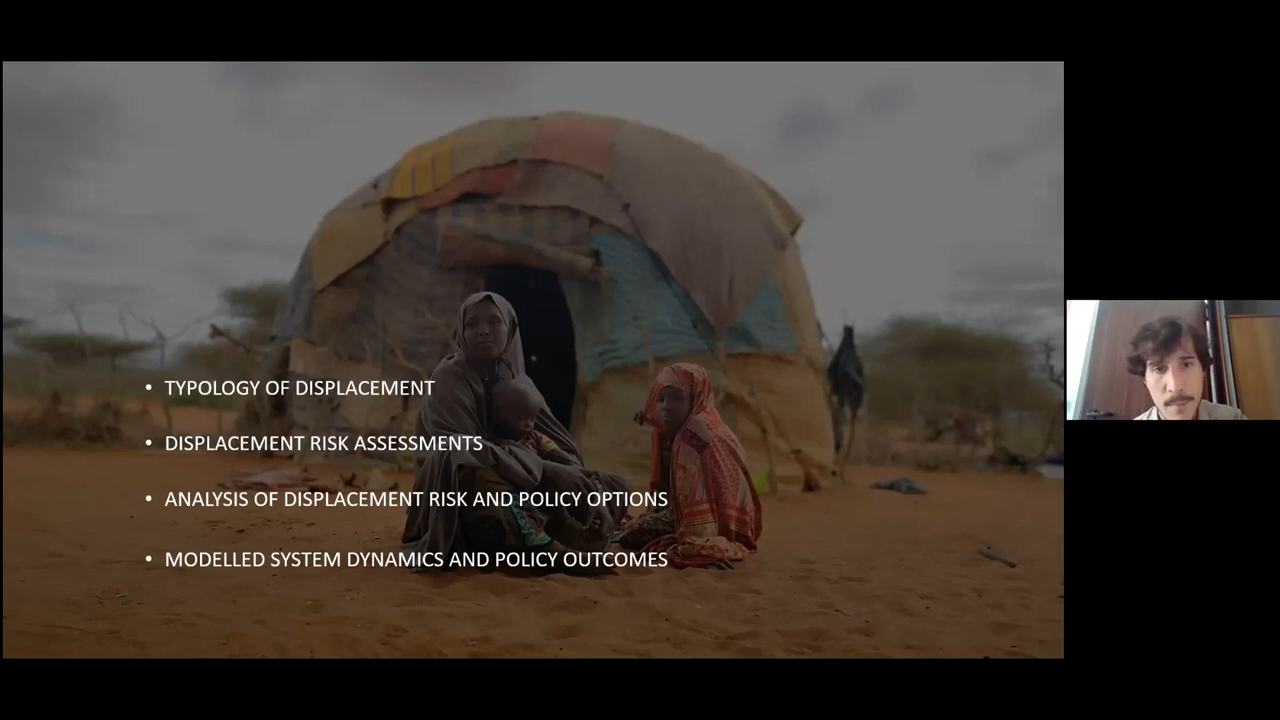 • TYPOLOGY OF DISPLACEMENT
• DISPLACEMENT RISK ASSESSMENTS
• ANALYSIS OF DISPLACEMENT RISK AND POLICY OPTIONS
• MODELLED SYSTEM DYNAMICS AND POLICY OUTCOMES